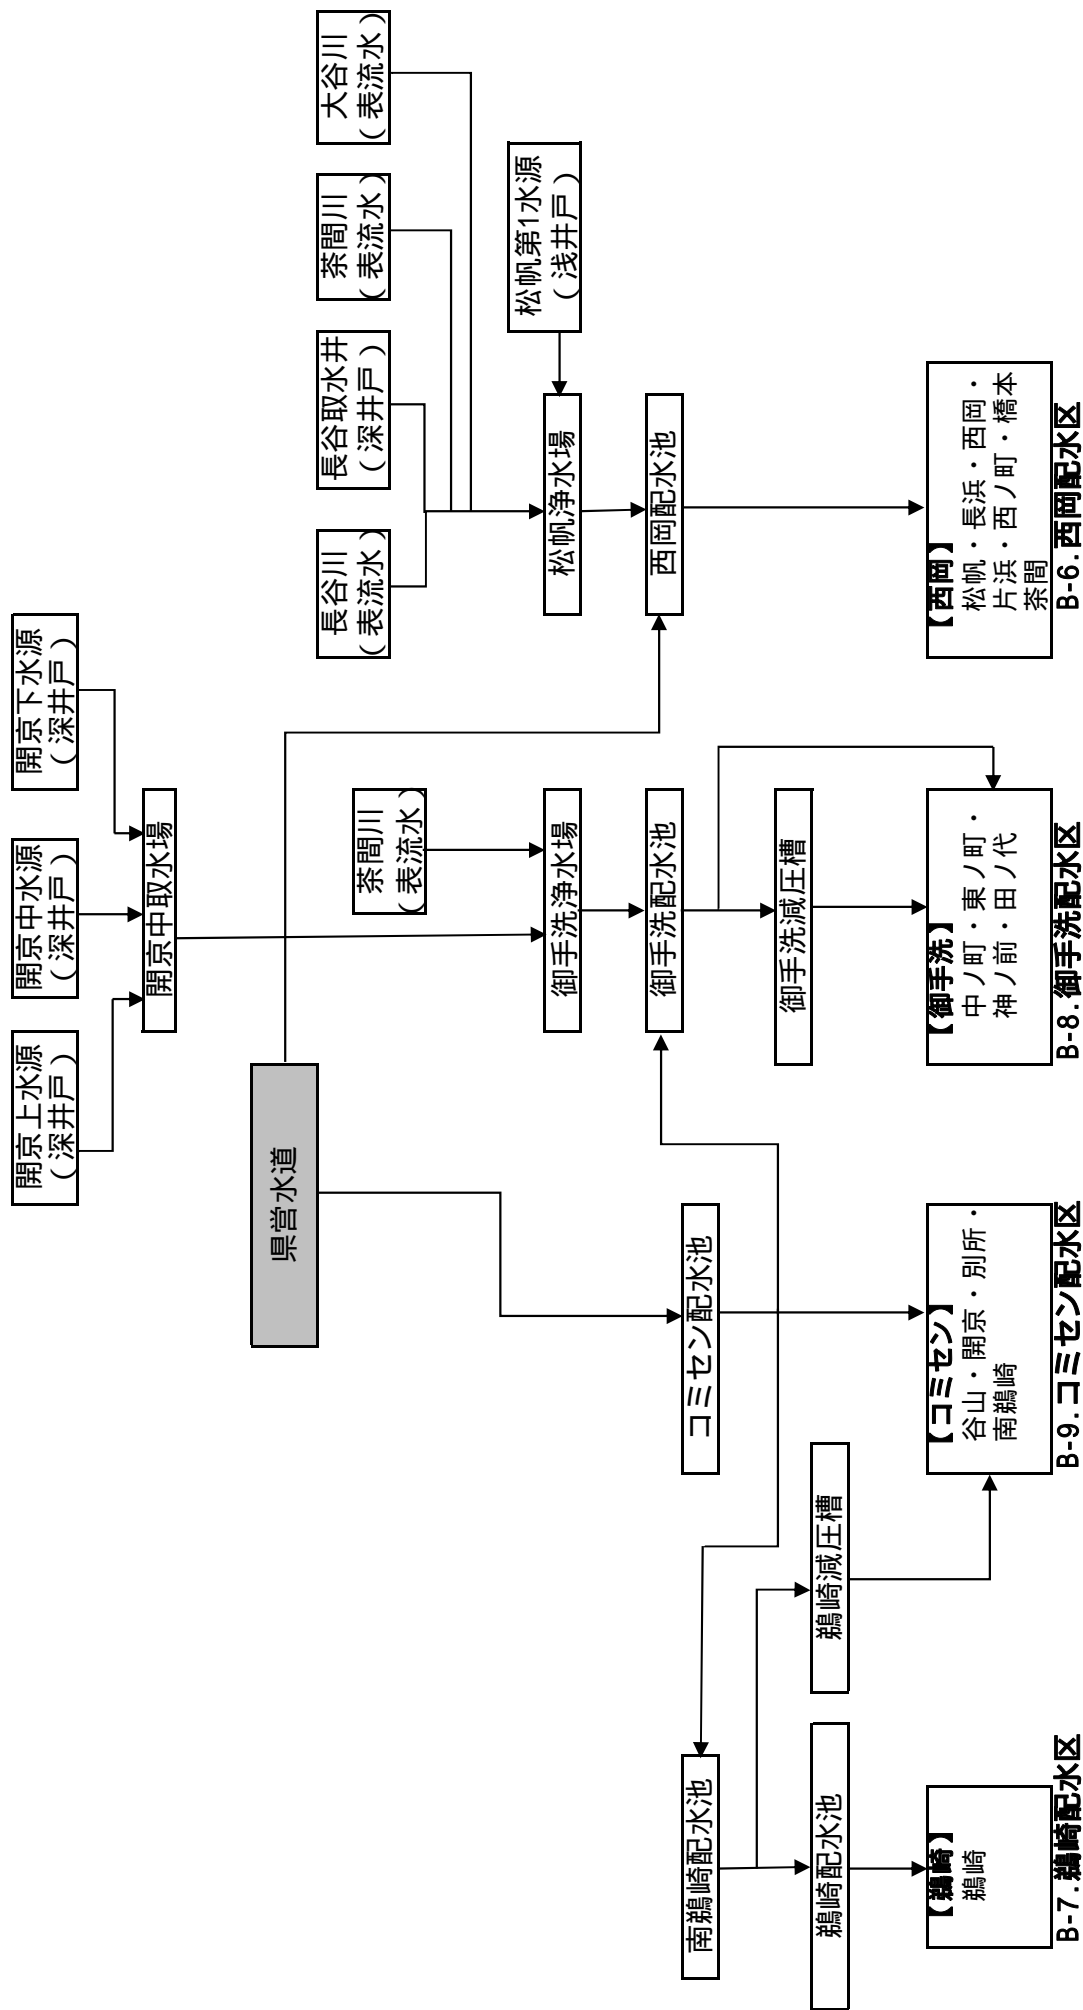 大谷川
（表流水）
茶間川
（表流水）
長谷取水井
（深井戸）
長谷川
（表流水）
松帆第1水源
（浅井戸）
松帆浄水場
西岡配水池
【西岡】
松帆・長浜・西岡・
片浜・西ノ町・橋本
茶間
B-6.西岡配水区
開京下水源
（深井戸）
開京中水源
（深井戸）
開京上水源
（深井戸）
開京中取水場
茶間川
（表流水）
御手洗浄水場
御手洗配水池
御手洗減圧槽
【御手洗】
中ノ町・東ノ町・
神ノ前・田ノ代
B-8.御手洗配水区
県営水道
コミセン配水池
【コミセン】
谷山・開京・別所・
南鵜崎
B-9.コミセン配水区
鵜崎減圧槽
南鵜崎配水池
鵜崎配水池
【鵜崎】
鵜崎
B-7.鵜崎配水区